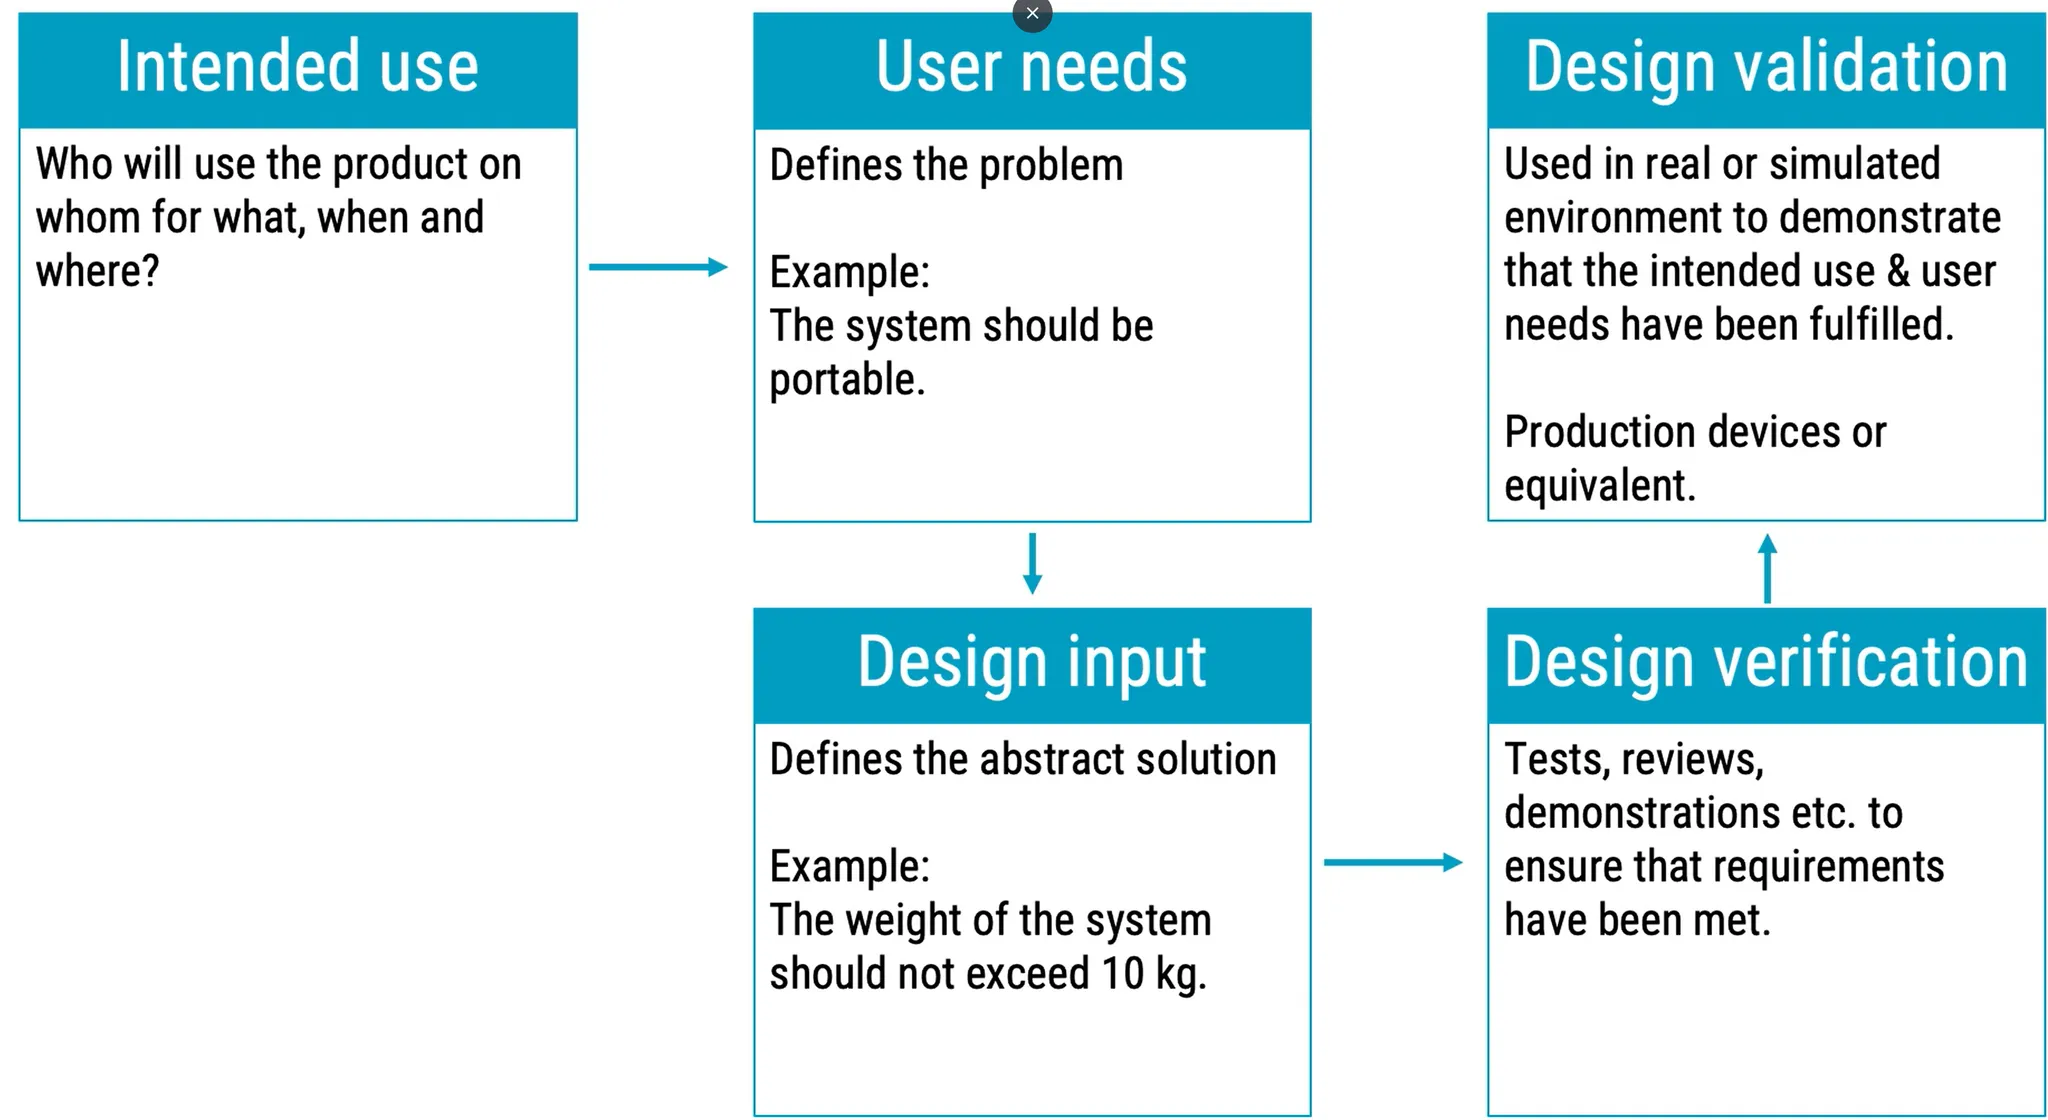 Intended use
Who will use the product on
whom for what, when and
where?
User needs
Defines the problem
Example:
The system should be
portable.
Design input
Defines the abstract solution
Example:
The weight of the system
should not exceed 10 kg.
Design verification
Tests, reviews,
demonstrations etc. to
ensure that requirements
have been met.
Design validation
Used in real or simulated
environment to demonstrate
that the intended use & user
needs have been fulfilled.
Production devices or
equivalent.